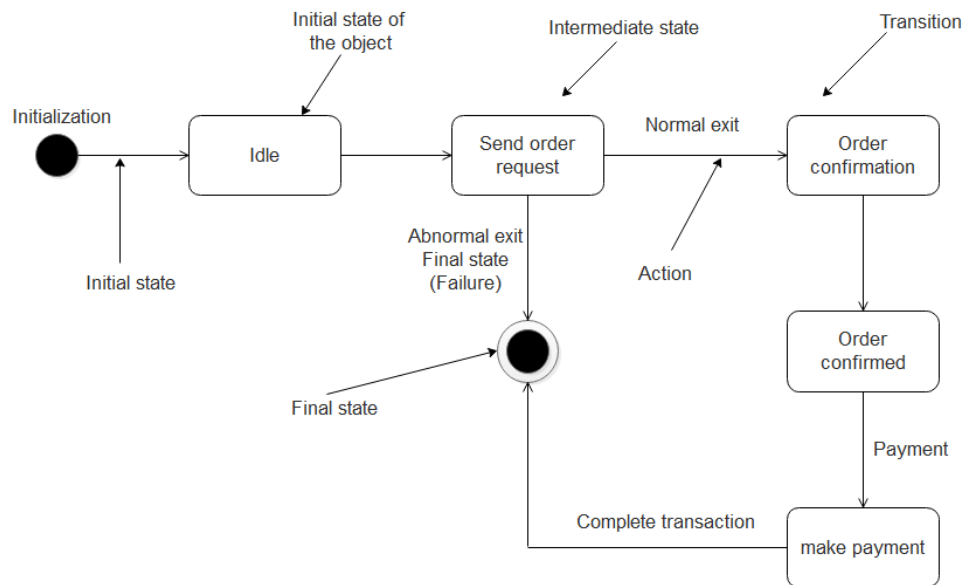 Initial state of
the object
Intermediate state
Transition
Initialization
Idle
Send order
request
Normal exit
Order
confirmation
Initial state
Abnormal exit
Final state
(Failure)
Action
Order
confirmed
Final state
Payment
Complete transaction
make payment